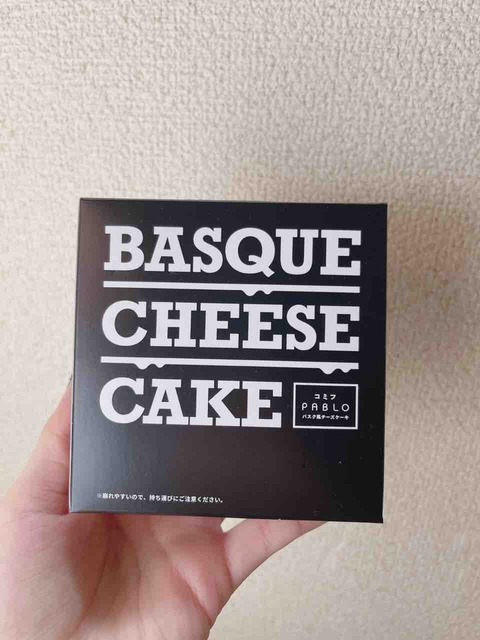 BASQUE
CHEESE
CAKE
コミフ
PABLO
バスク風チーズケーキ
※崩れやすいので、持ち運びにご注意ください。